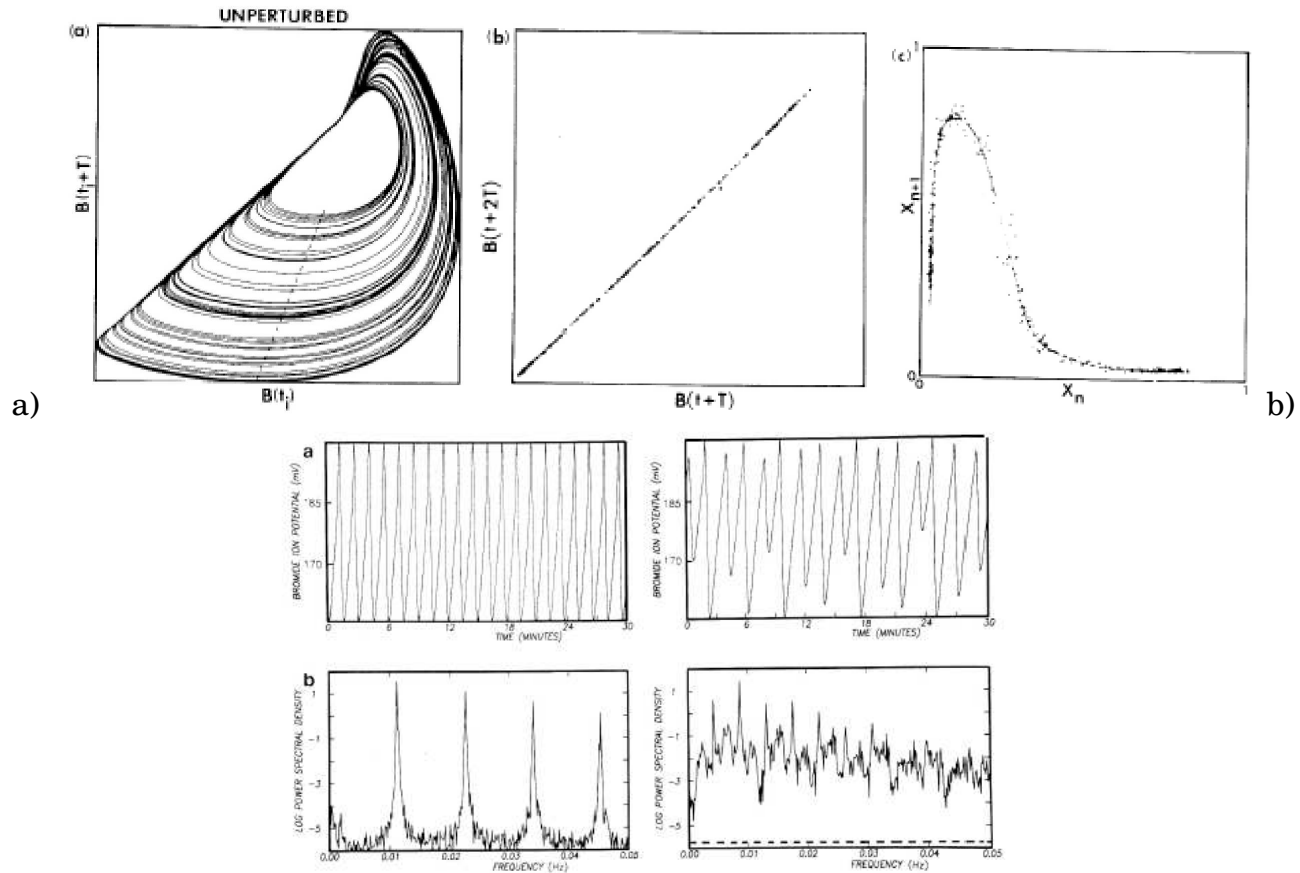 UNPERTURBED
(a)
B(tᵢ+T)
B(tᵢ)
(b)
B(t+2T)
B(t+T)
(c)
1
Xₙ₊₁
0
Xₙ
1
a)
b)
a
BROMIDE ION POTENTIAL (mV)
185
170
0 6 12 18 24 30
TIME (MINUTES)
BROMIDE ION POTENTIAL (mV)
185
170
0 6 12 18 24 30
TIME (MINUTES)
b
LOG POWER SPECTRAL DENSITY
1
-1
-3
-5
0.00 0.01 0.02 0.03 0.04 0.05
FREQUENCY (Hz)
LOG POWER SPECTRAL DENSITY
1
-1
-3
-5
0.00 0.01 0.02 0.03 0.04 0.05
FREQUENCY (Hz)